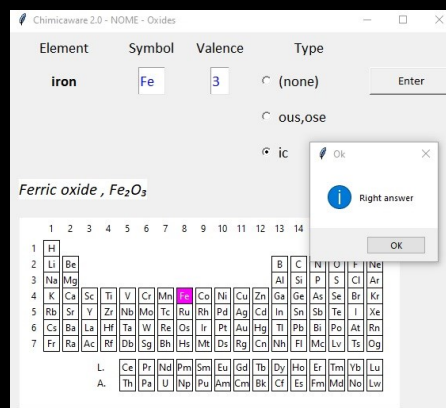 Chimicaware 2.0 - NOME - Oxides
Element Symbol Valence Type
iron Fe 3 (none) Enter
ous,ose
ic
Ok
Right answer
OK
Ferric oxide , Fe₂O₃
1 2 3 4 5 6 7 8 9 10 11 12 13 14
1 H
2 Li Be B C N O F Ne
3 Na Mg Al Si P S Cl Ar
4 K Ca Sc Ti V Cr Mn Fe Co Ni Cu Zn Ga Ge As Se Br Kr
5 Rb Sr Y Zr Nb Mo Tc Ru Rh Pd Ag Cd In Sn Sb Te I Xe
6 Cs Ba La Hf Ta W Re Os Ir Pt Au Hg Tl Pb Bi Po At Rn
7 Fr Ra Ac Rf Db Sg Bh Hs Mt Ds Rg Cn Nh Fl Mc Lv Ts Og
L. Ce Pr Nd Pm Sm Eu Gd Tb Dy Ho Er Tm Yb Lu
A. Th Pa U Np Pu Am Cm Bk Cf Es Fm Md No Lw